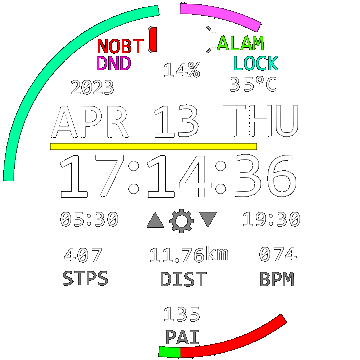 NOBT ALAM
DND 14% LOCK
2023 35°C
APR 13 THU
17:14:36
05:30 19:30
407 11.76km 074
STPS DIST BPM
135
PAI